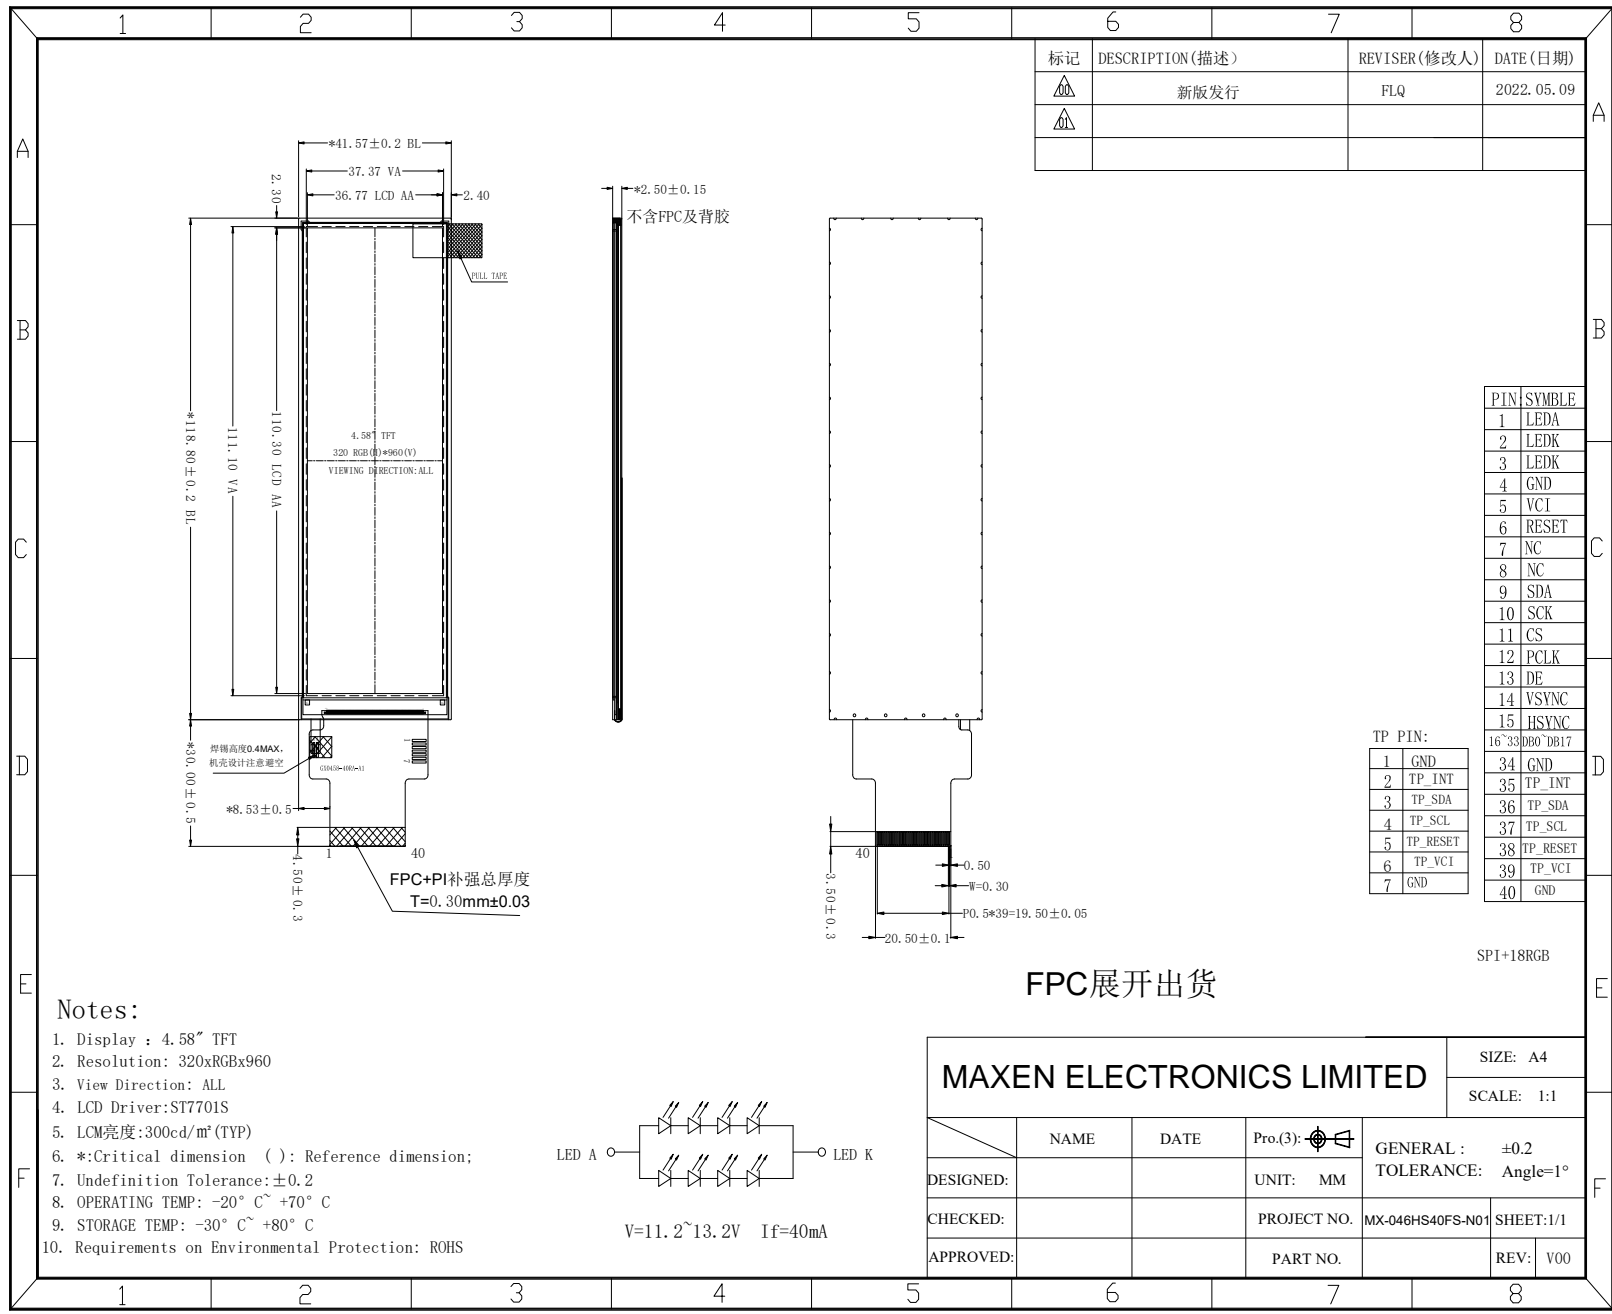 1 2 3 4 5 6 7 8
标记 DESCRIPTION(描述) REVISER(修改人) DATE(日期)
00 新版发行 FLQ 2022.05.09
01
A A
B B
C C
D D
E E
F F
*41.57±0.2 BL
37.37 VA
36.77 LCD AA
2.40
2.30
*118.80±0.2 BL
111.10 VA
110.30 LCD AA
PULL TAPE
4.58" TFT
320 RGB(H)*960(V)
VIEWING DIRECTION:ALL
*2.50±0.15
不含FPC及背胶
焊锡高度0.4MAX,
机壳设计注意避空
1
7
*30.00±0.5
*8.53±0.5
4.50±0.3
1 40
FPC+PI补强总厚度
T=0.30mm±0.03
40
3.50±0.3
0.50
W=0.30
P0.5*39=19.50±0.05
20.50±0.1
PIN SYMBLE
1 LEDA
2 LEDK
3 LEDK
4 GND
5 VCI
6 RESET
7 NC
8 NC
9 SDA
10 SCK
11 CS
12 PCLK
13 DE
14 VSYNC
15 HSYNC
16~33 DB0~DB17
34 GND
35 TP_INT
36 TP_SDA
37 TP_SCL
38 TP_RESET
39 TP_VCI
40 GND
TP PIN:
1 GND
2 TP_INT
3 TP_SDA
4 TP_SCL
5 TP_RESET
6 TP_VCI
7 GND
SPI+18RGB
FPC展开出货
Notes:
1. Display : 4.58" TFT
2. Resolution: 320xRGBx960
3. View Direction: ALL
4. LCD Driver:ST7701S
5. LCM亮度:300cd/㎡(TYP)
6. *:Critical dimension ( ): Reference dimension;
7. Undefinition Tolerance:±0.2
8. OPERATING TEMP: -20° C~ +70° C
9. STORAGE TEMP: -30° C~ +80° C
10. Requirements on Environmental Protection: ROHS
LED A LED K
V=11.2~13.2V If=40mA
MAXEN ELECTRONICS LIMITED
SIZE: A4
SCALE: 1:1
NAME DATE Pro.(3):
GENERAL : ±0.2
TOLERANCE: Angle=1°
DESIGNED: UNIT: MM
CHECKED: PROJECT NO. MX-046HS40FS-N01 SHEET:1/1
APPROVED: PART NO. REV: V00
1 2 3 4 5 6 7 8